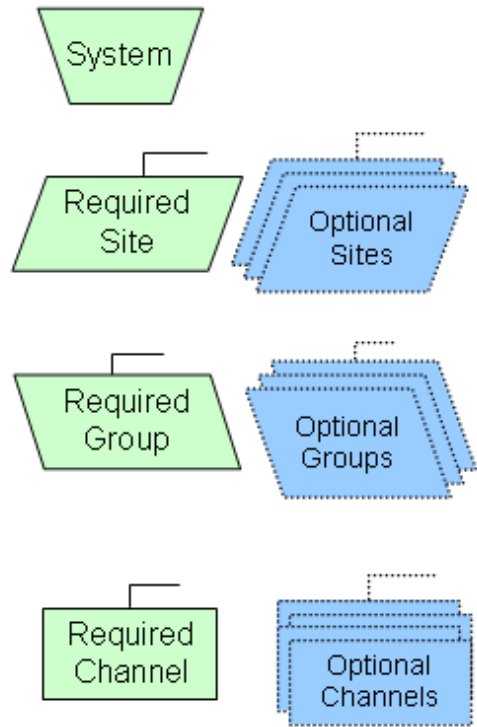 System
Required
Site
Optional
Sites
Required
Group
Optional
Groups
Required
Channel
Optional
Channels